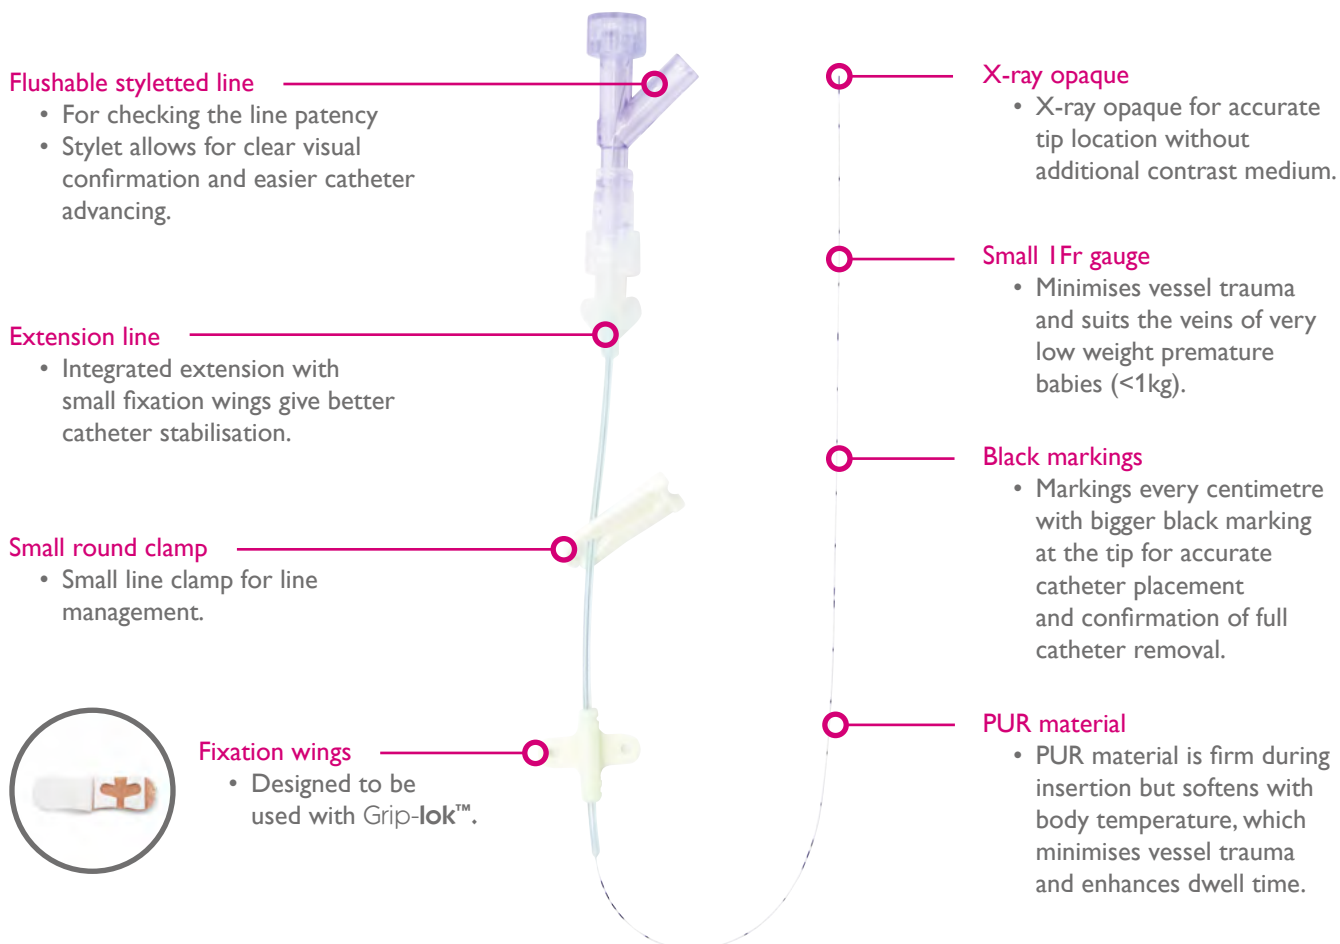 Flushable styletted line
• For checking the line patency
• Stylet allows for clear visual
confirmation and easier catheter
advancing.
Extension line
• Integrated extension with
small fixation wings give better
catheter stabilisation.
Small round clamp
• Small line clamp for line
management.
Fixation wings
• Designed to be
used with Grip-lok™.
X-ray opaque
• X-ray opaque for accurate
tip location without
additional contrast medium.
Small 1Fr gauge
• Minimises vessel trauma
and suits the veins of very
low weight premature
babies (<1kg).
Black markings
• Markings every centimetre
with bigger black marking
at the tip for accurate
catheter placement
and confirmation of full
catheter removal.
PUR material
• PUR material is firm during
insertion but softens with
body temperature, which
minimises vessel trauma
and enhances dwell time.